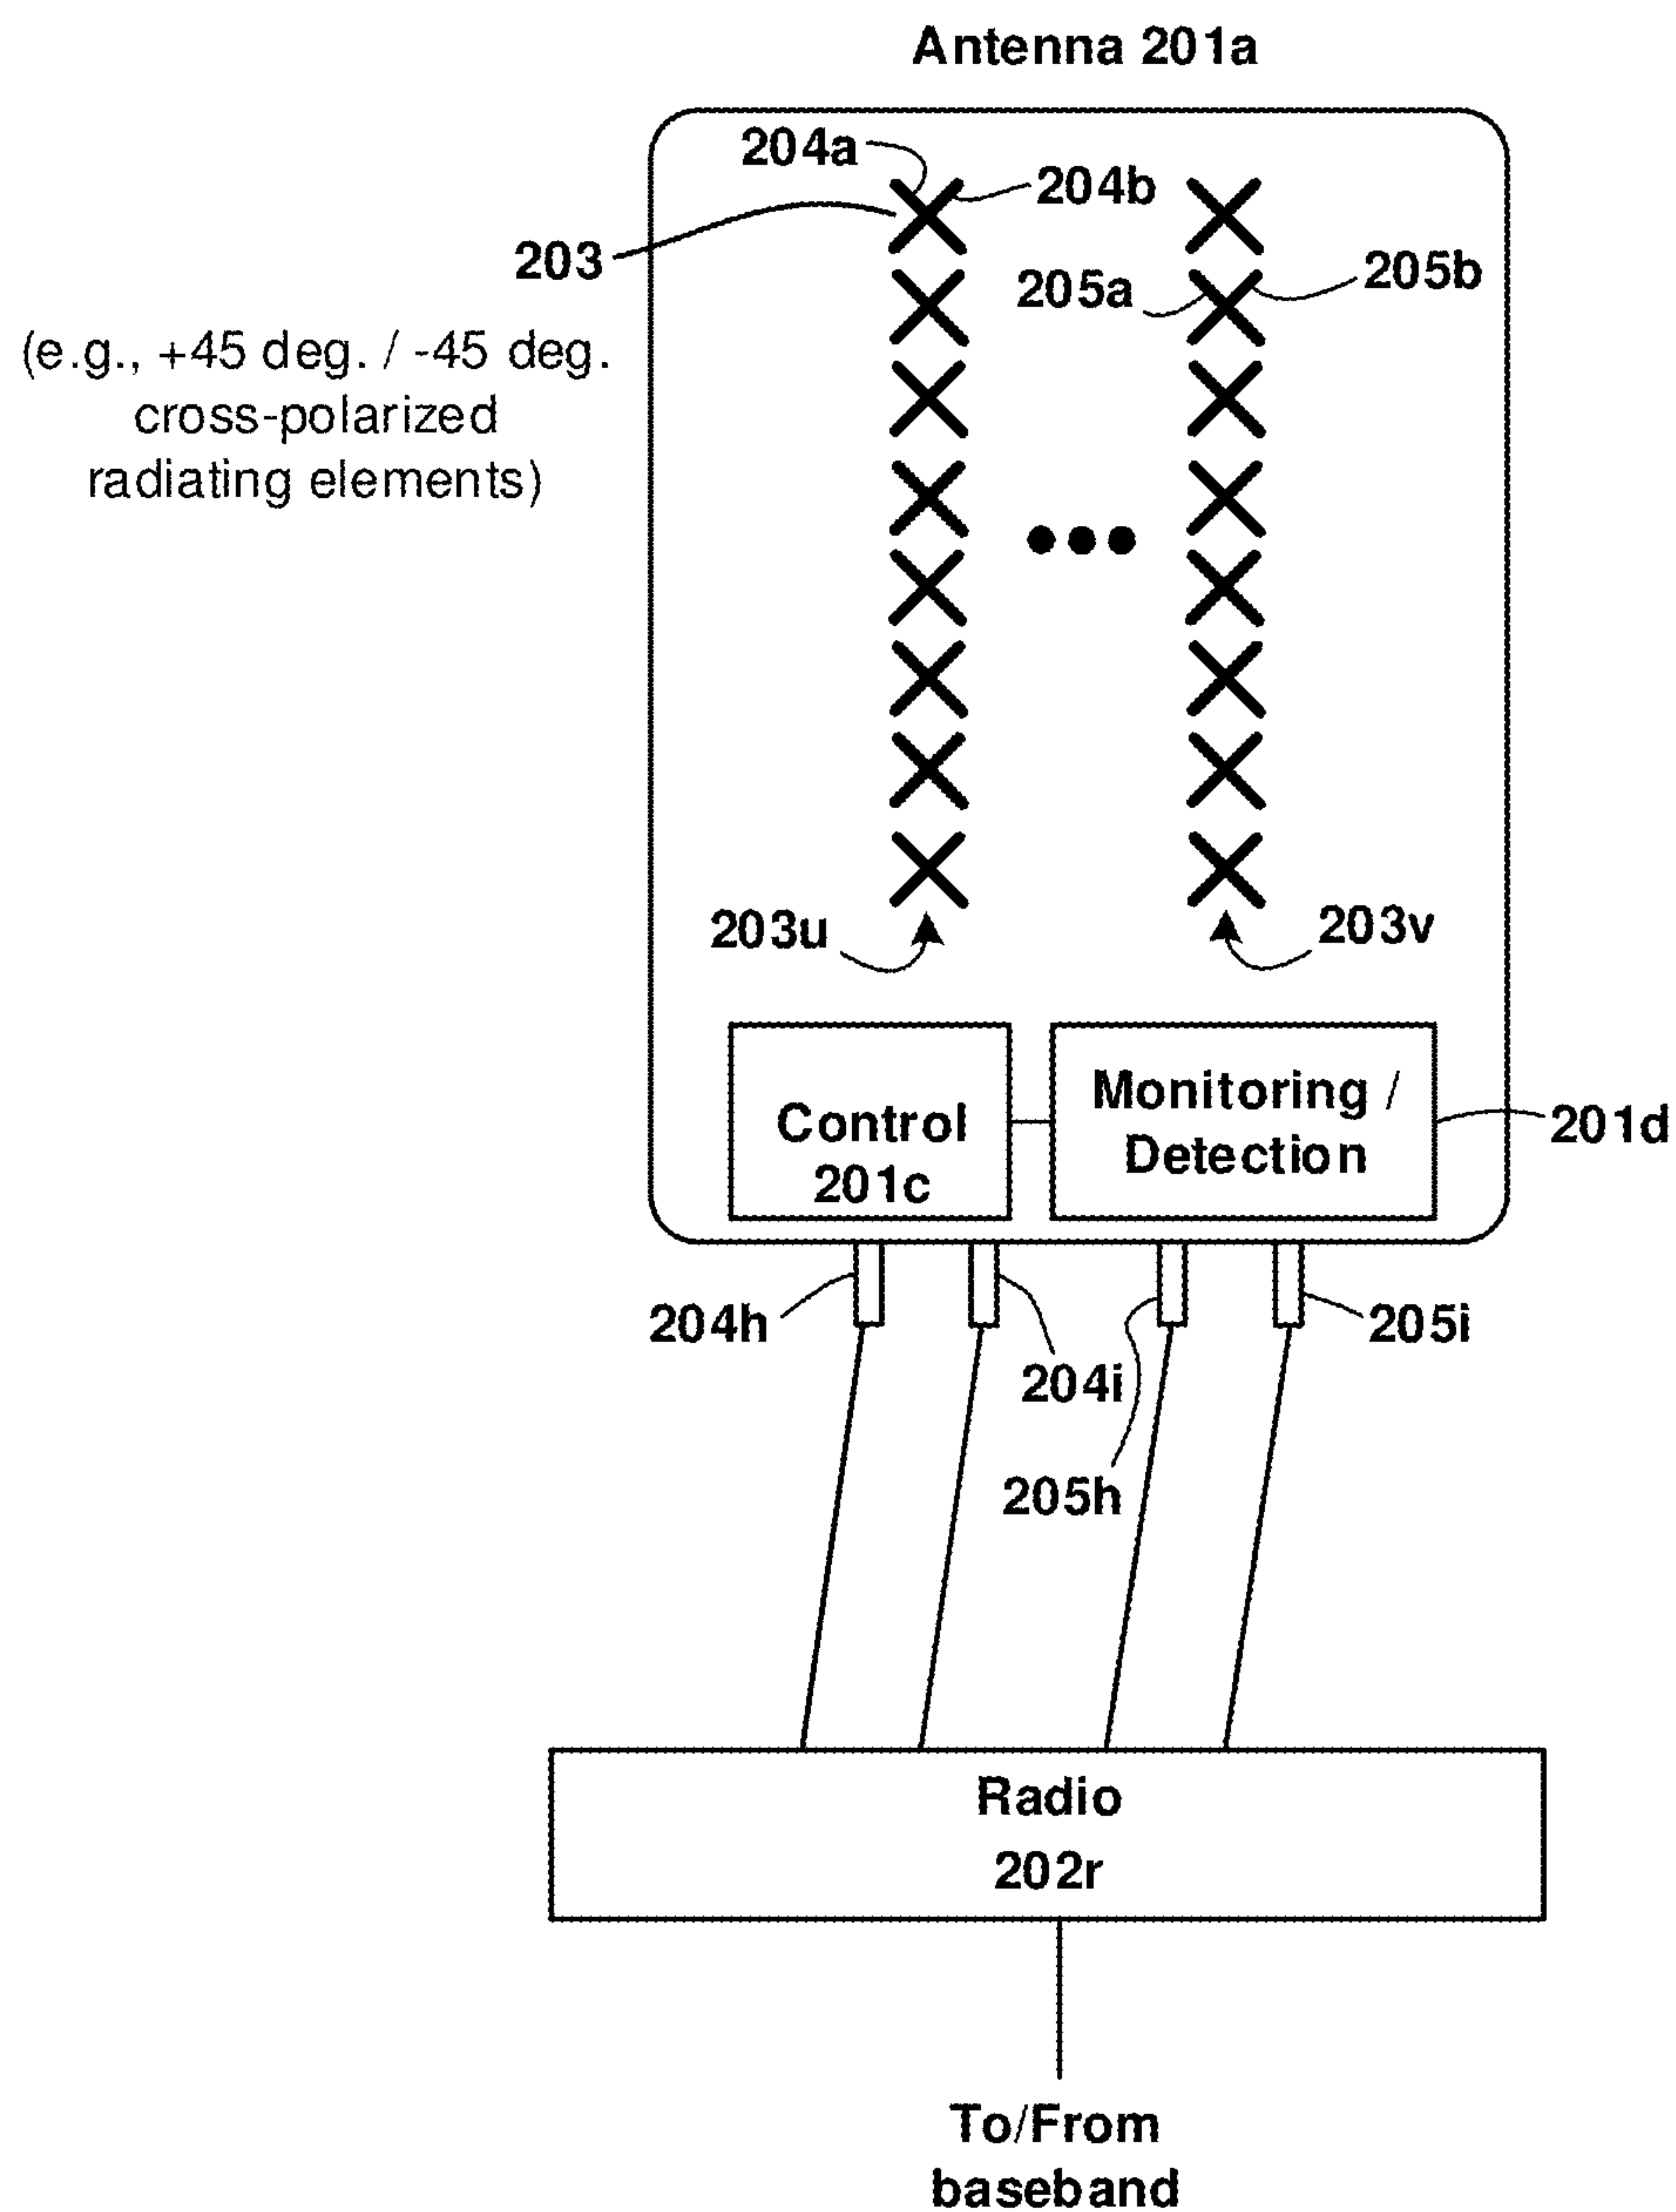 Antenna 201a
204a
204b
203
205a
205b
(e.g., +45 deg. / -45 deg.
cross-polarized
radiating elements)
203u
203v
Control
201c
Monitoring /
Detection
201d
204h
204i
205h
205i
Radio
202r
To/From
baseband